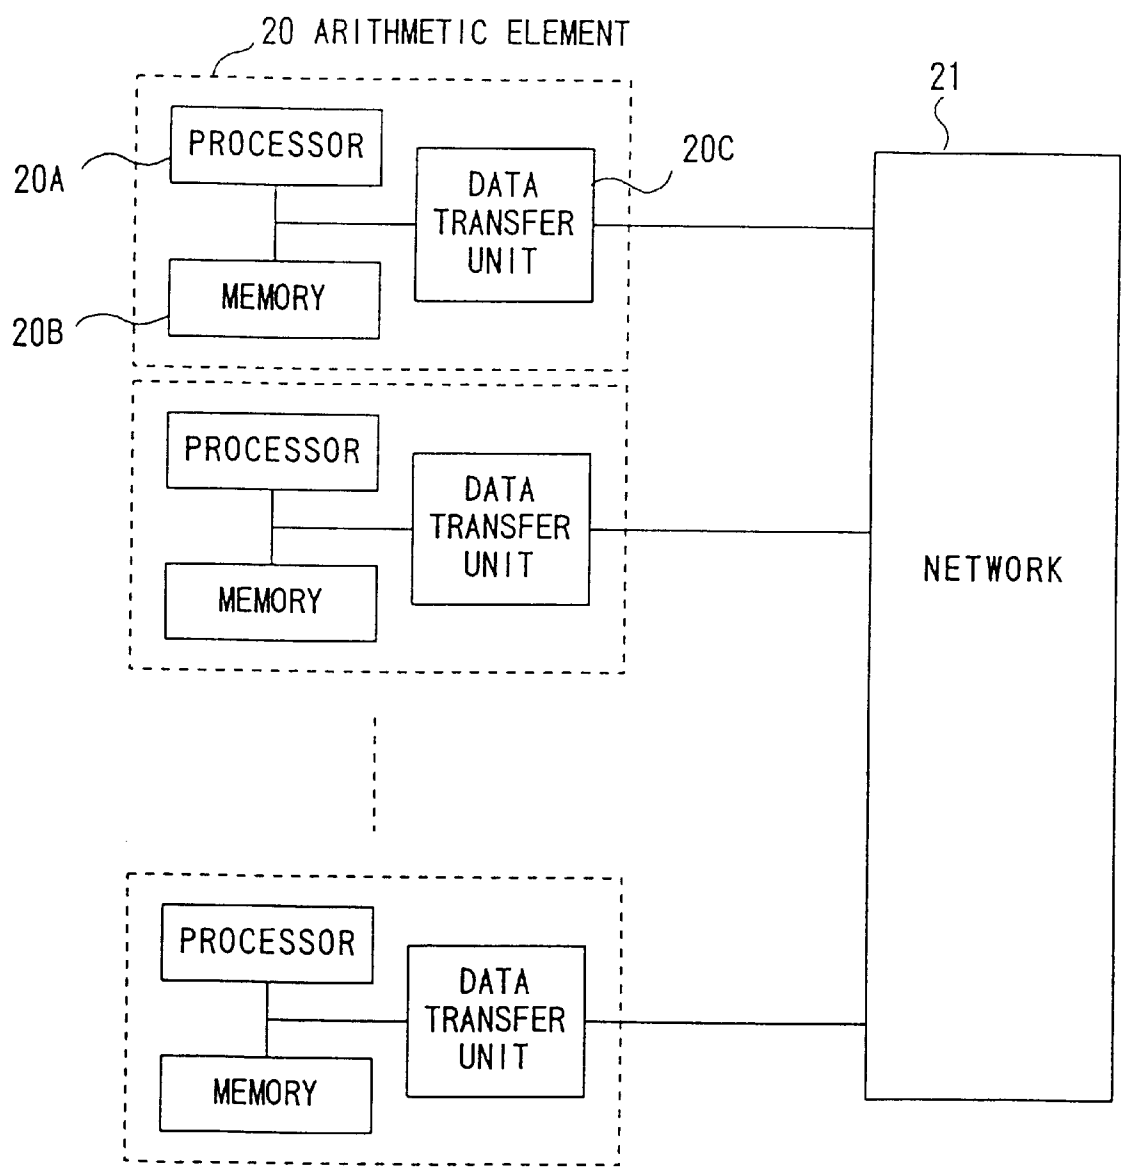 20 ARITHMETIC ELEMENT
21
PROCESSOR
20A
20C
DATA
TRANSFER
UNIT
MEMORY
20B
PROCESSOR
DATA
TRANSFER
UNIT
MEMORY
NETWORK
PROCESSOR
DATA
TRANSFER
UNIT
MEMORY